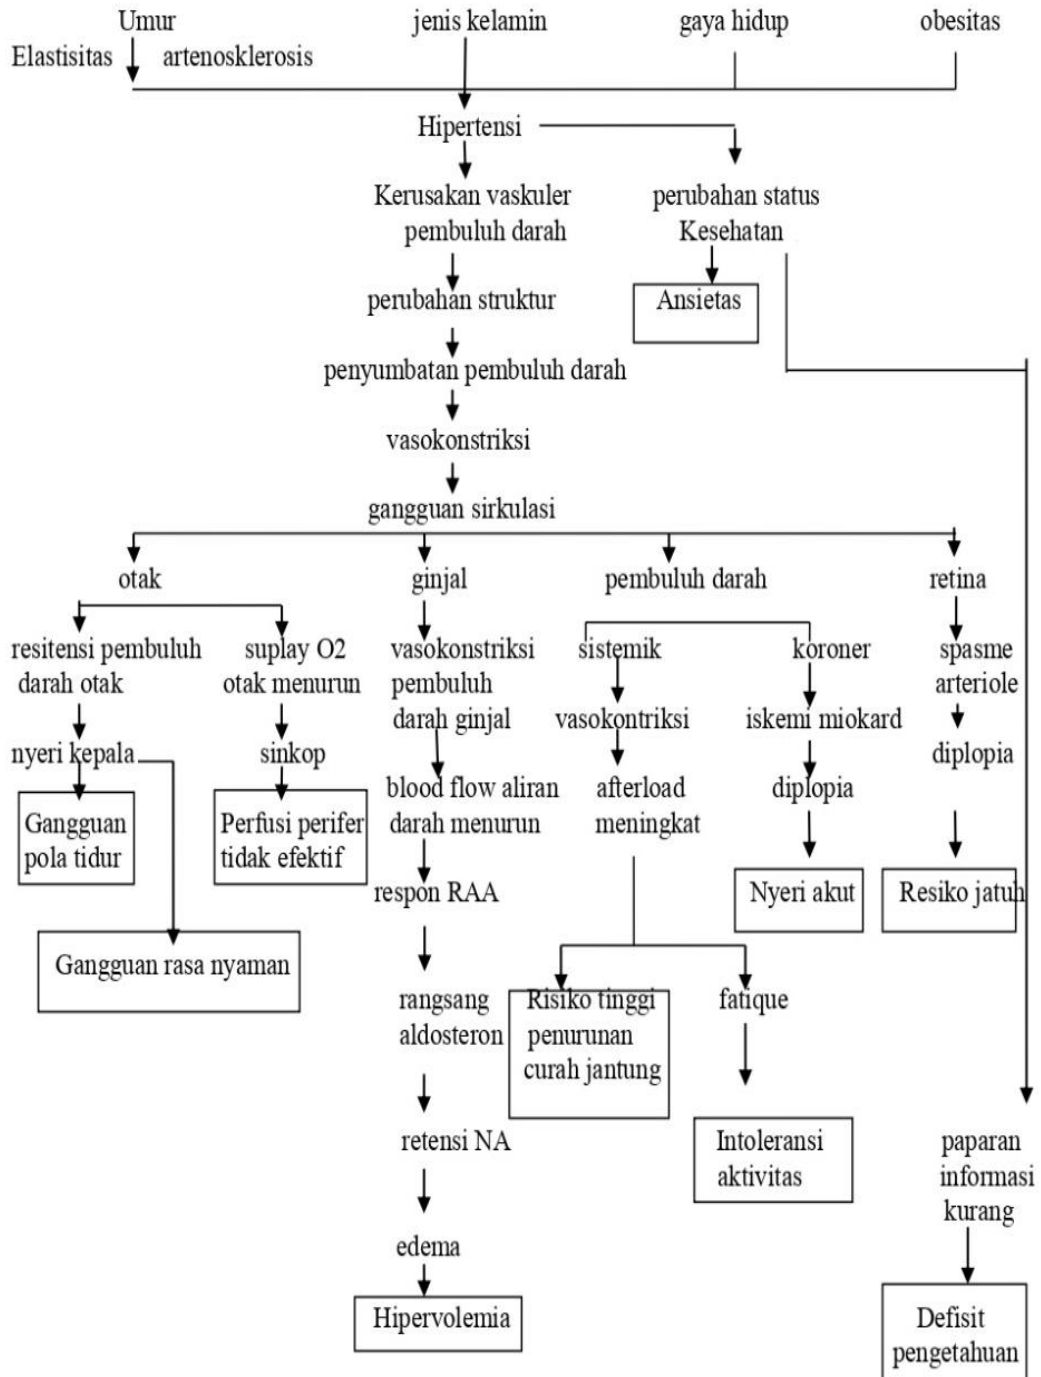 Umur
jenis kelamin
gaya hidup
obesitas
Elastisitas
artenosklerosis
Hipertensi
Kerusakan vaskuler
pembuluh darah
perubahan status
Kesehatan
perubahan struktur
Ansietas
penyumbatan pembuluh darah
vasokonstriksi
gangguan sirkulasi
otak
ginjal
pembuluh darah
retina
resitensi pembuluh
darah otak
suplay O2
otak menurun
vasokonstriksi
pembuluh
darah ginjal
sistemik
koroner
spasme
arteriole
vasokontriksi
iskemi miokard
nyeri kepala
sinkop
diplopia
blood flow aliran
darah menurun
afterload
meningkat
diplopia
Gangguan
pola tidur
Perfusi perifer
tidak efektif
respon RAA
Nyeri akut
Resiko jatuh
Gangguan rasa nyaman
rangsang
aldosteron
Risiko tinggi
penurunan
curah jantung
fatique
retensi NA
Intoleransi
aktivitas
paparan
informasi
kurang
edema
Hipervolemia
Defisit
pengetahuan